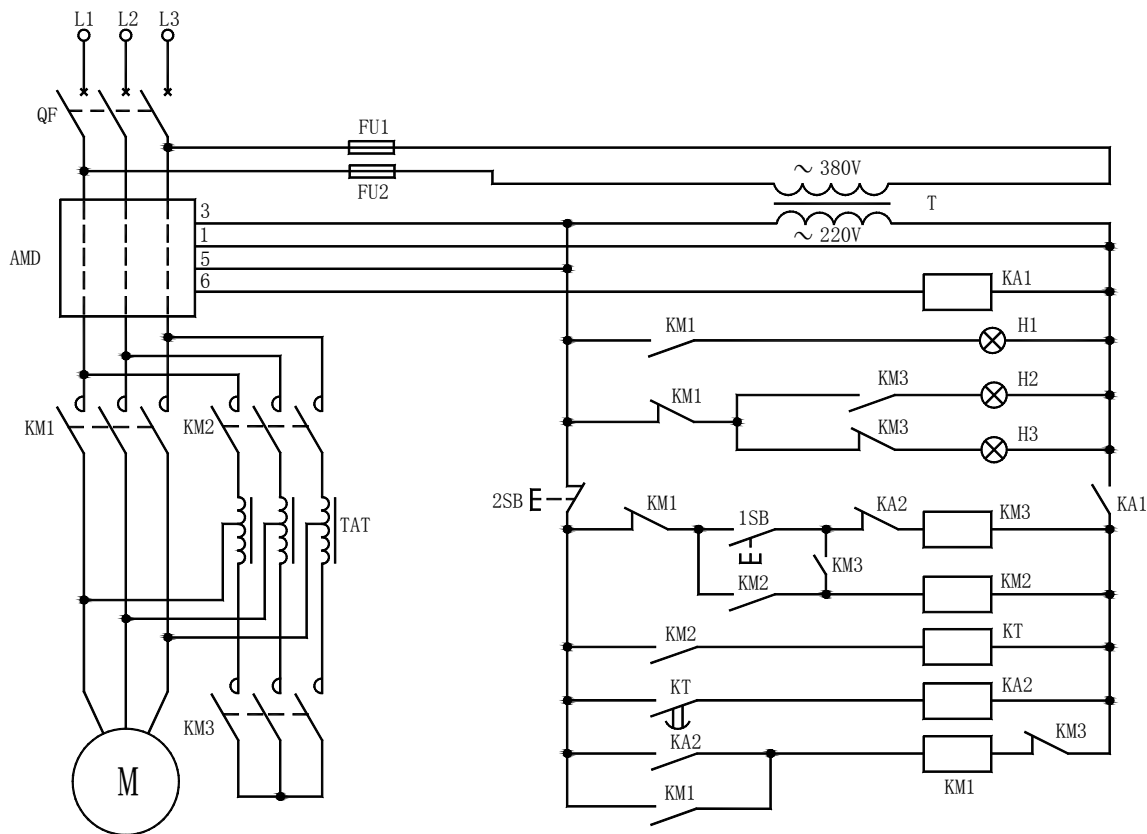 L1 L2 L3
QF
FU1
FU2
～380V
T
～220V
AMD
3
1
5
6
KA1
KM1
H1
KM1
KM3
H2
KM3
H3
KM1
KM2
TAT
2SB
KM1
1SB
KA2
KM3
KA1
KM3
KM2
KM2
KT
KT
KA2
KM3
KA2
KM3
KM1
KM1
M